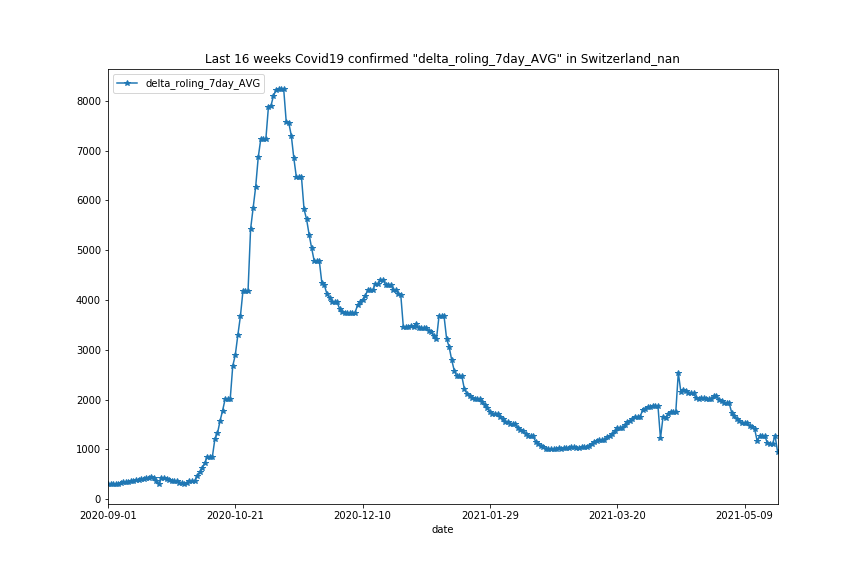 Last 16 weeks Covid19 confirmed "delta_roling_7day_AVG" in Switzerland_nan
delta_roling_7day_AVG
8000
7000
6000
5000
4000
3000
2000
1000
0
2020-09-01 2020-10-21 2020-12-10 2021-01-29 2021-03-20 2021-05-09
date